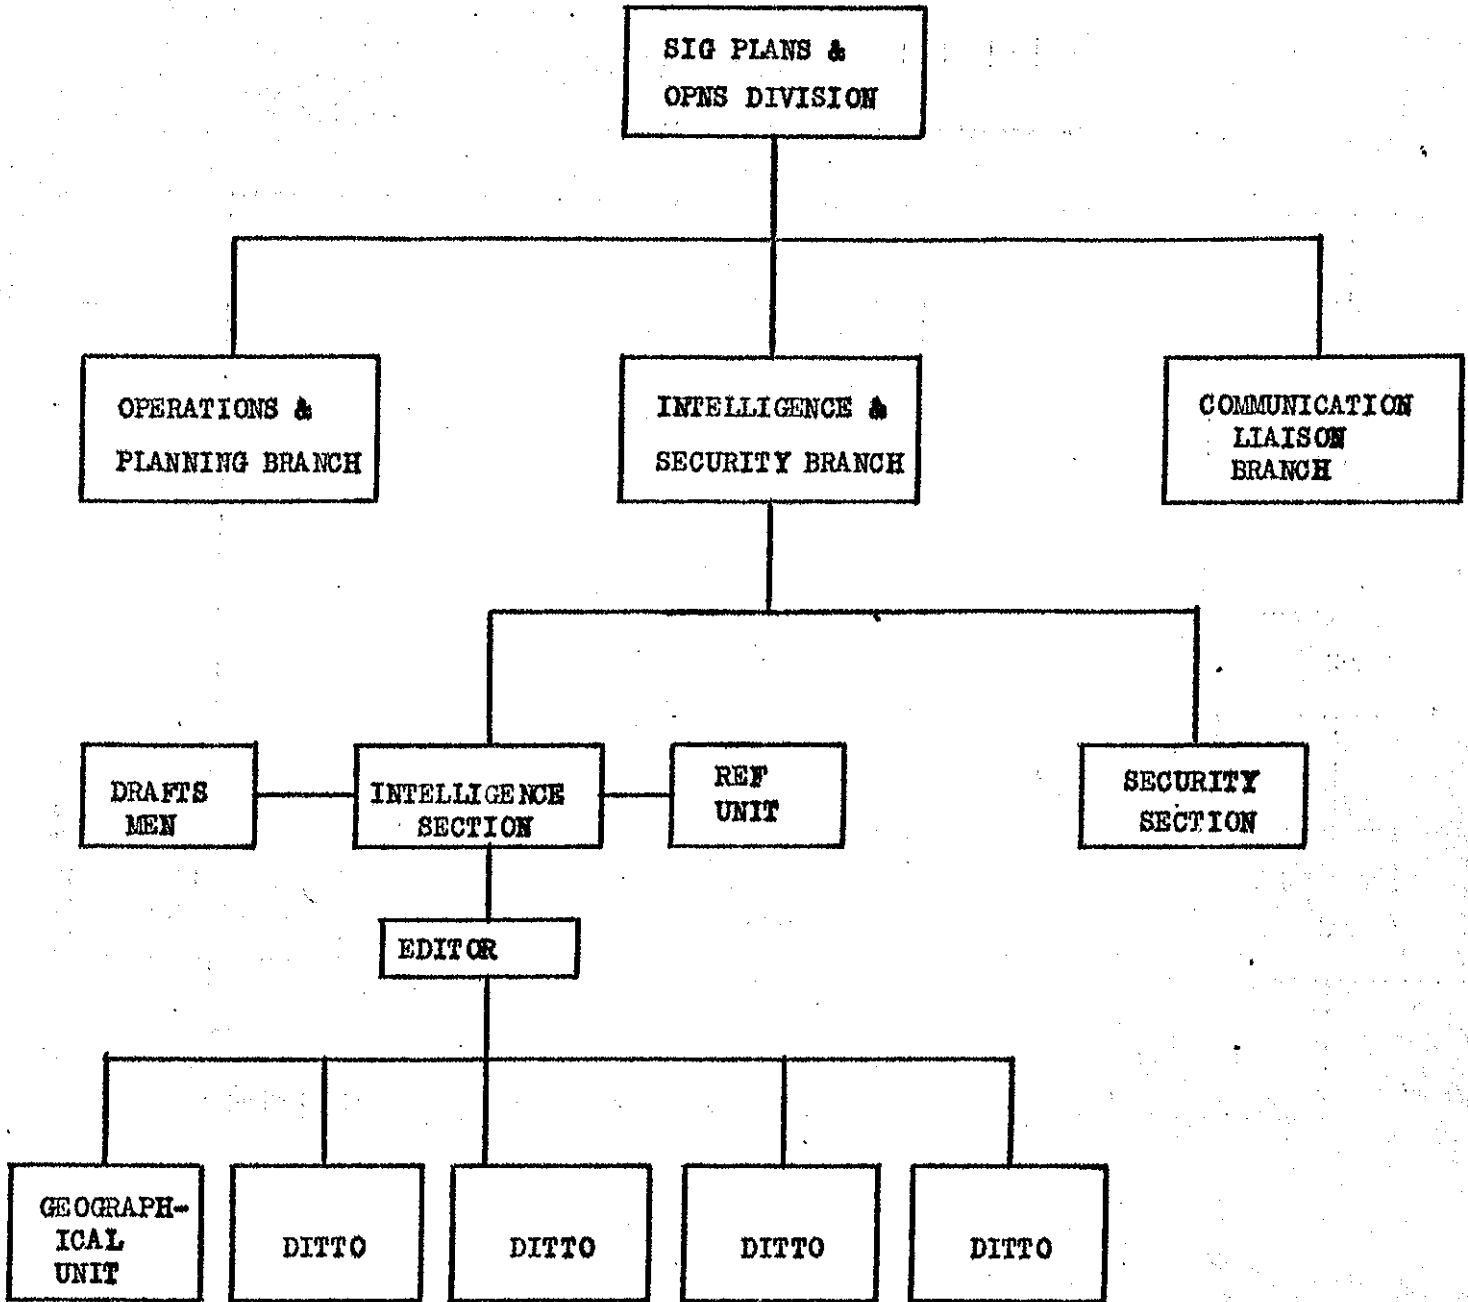 SIG PLANS &
OPNS DIVISION
OPERATIONS &
PLANNING BRANCH
INTELLIGENCE &
SECURITY BRANCH
COMMUNICATION
LIAISON
BRANCH
DRAFTS
MEN
INTELLIGENCE
SECTION
REF
UNIT
SECURITY
SECTION
EDITOR
GEOGRAPH-
ICAL
UNIT
DITTO
DITTO
DITTO
DITTO